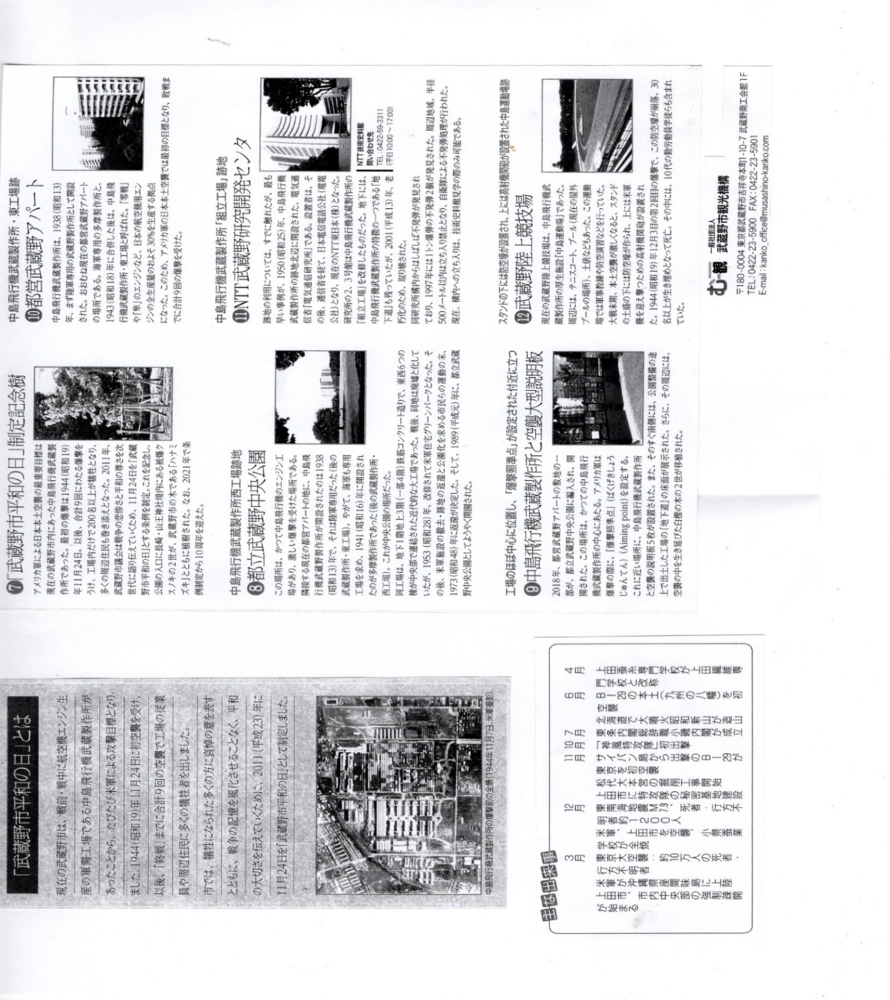 「武蔵野市平和の日」とは
現在の武蔵野市は、戦前・戦中に航空機エンジン生
産の軍需工場である中島飛行機武蔵製作所が
あったことから、たびたび米軍による攻撃目標となり
ました。1944(昭和19)年11月24日に初空襲を受け、
以後、「終戦」までに合計9回の空襲で工場の従業
員や周辺住民に多くの犠牲者を出しました。
市では、犠牲になられた多くの方に哀悼の意を表す
とともに、戦争の記憶を風化させることなく、平和
の大切さを伝えていくために、2011(平成23)年に
11月24日を「武蔵野市平和の日」として制定しました。
中島飛行機武蔵製作所の爆撃前の全景(1944年11月7日、米軍撮影)
❼「武蔵野市平和の日」制定記念樹
アメリカ軍による日本本土空襲の最重要目標は
現在の武蔵野市内にあった中島飛行機武蔵製
作所であった。最初の爆撃は1944(昭和19)
年11月24日。以後、合計9回にわたる爆撃を
うけ、工場内だけで200名以上が犠牲となり、
多くの周辺住民も巻き添えとなった。2011年、
武蔵野市議会は戦争の悲惨さと平和の尊さを次
世代に語り伝えていくため、11月24日を「武蔵
野市平和の日」とする条例を制定。これを記念し、
公園の入口に長崎・山王神社境内にある被爆ク
スノキの2世が、武蔵野市の木である「ハナミ
ズキ」とともに植樹された。なお、2021年で条
例制定から10周年を迎えた。
中島飛行機武蔵製作所西工場跡地
❽都立武蔵野中央公園
この場所は、かつて中島飛行機のエンジン工
場があり、激しい爆撃を受けた場所である。
隣接する現在の都営アパートの地に、中島飛
行機武蔵野製作所が開設されたのは1938
(昭和13)年で、それは陸軍専用だった(後の
武蔵製作所・東工場)。やがて、海軍も専用
工場を求め、1941(昭和16)年に開設され
たのが多摩製作所であった(後の武蔵製作所・
西工場)。これが中央公園の場所だった。
同工場は、地下1階地上3階(一部4階)鉄筋コンクリート造りで、東西6つの
棟が中央部で連結された近代的な大工場であった。戦後、同地は廃墟と化して
いたが、1953(昭和28)年、改修されて米軍住宅グリーンパークとなった。そ
の後、米軍施設の撤去・跡地の返還と公園化を求める市民らの運動の末、
1973(昭和48)年に返還が決定した。そして、1989(平成元)年に、都立武蔵
野中央公園としてようやく開園された。
工場のほぼ中心に位置し、「爆撃照準点」が設定された付近に立つ
❾中島飛行機武蔵製作所と空襲大型説明板
2018年、都営武蔵野アパートの敷地の一
部が、都立武蔵野中央公園に編入され、開
園された。この場所は、かつての中島飛行
機武蔵製作所の中心にあたる。アメリカ軍は
爆撃の際に、「爆撃照準点」(ばくげきしょう
じゅんてん)(Aiming point)を設定する。
これに近い場所に、中島飛行機武蔵製作所
と空襲の説明板5枚が設置された。また、そのすぐ南側には、公園整備の途
上で出土した工場の「地下道」の床面が展示された。さらに、その周辺には、
空襲の中を生き延びた白樫の木の2世が移植された。
中島飛行機武蔵製作所・東工場跡
❿都営武蔵野アパート
中島飛行機武蔵製作所は、1938(昭和13)
年、まず陸軍専用の武蔵野製作所として開設
された。おおむね現在の都営武蔵野アパート
の場所である。海軍専用の多摩製作所と、
1943(昭和18)年に合併した後は、中島飛
行機武蔵製作所・東工場と呼ばれた。「零戦」
や「隼」のエンジンなど、日本の航空機用エン
ジンの全生産量のおよそ30%を生産する拠点
になった。このため、アメリカ軍の日本本土空襲では最初の目標となり、敗戦ま
でに合計9回の爆撃を受けた。
中島飛行機武蔵製作所「組立工場」跡地
⓫NTT武蔵野研究開発センタ
跡地の利用については、すでに触れたが、最も
早い事例が、1950(昭和25)年、中島飛行機
武蔵製作所の跡地北辺に開設された、電気通
信省「電気通信研究所」である。設置者は、そ
の後、逓信省を経て、日本電信電話公社(電電
公社)となり、現在のNTT東日本(株)となった。
研究所の2、3号館は中島飛行機武蔵製作所の
「組立工場」を改修したものだった。地下には、
中島飛行機武蔵製作所の特徴の一つである「地
下道」も残っていたが、2001(平成13)年、老
朽化のため、取り壊された。
同研究所構内からはしばしば不発弾が発見され
ており、1997年には1トン爆弾の不発弾2個が発見された。周辺地域、半径
500メートル以内は立ち入り禁止となり、自衛隊による不発弾処理が行われた。
現在、構内への立ち入りは、技術史料館見学の際のみ可能である。
NTT技術史料館
問い合わせ先
TEL:0422-59-3311
(平日10:00～17:00)
スタンドの下には防空壕が設置され、上には高射機関砲が設置された中島運動場跡
⓬武蔵野陸上競技場
現在の武蔵野陸上競技場は、中島飛行機武
蔵製作所の厚生施設「中島運動場」であった。
周辺には、テニスコート、プール(現在の屋外
プールの場所)、土俵などもあった。この運動
場では軍事教練や防空演習などを行っていた。
大戦末期、本土空襲が激しくなると、スタンド
の土盛の下には防空壕が作られ、上には米軍
機を迎え撃つための高射機関砲が設置され
た。1944(昭和19)年12月3日の第2回目の爆撃で、この防空壕が崩落、30
名以上が生き埋めとなって死亡。その中には、10代の勤労動員学徒らも含まれ
ていた。
む観
一般社団法人
武蔵野市観光機構
〒180-0004 東京都武蔵野市吉祥寺本町1-10-7 武蔵野商工会館1F
TEL:0422-23-5900 FAX:0422-23-5901
E-mail:kanko_office@musashino-kanko.com
主な出来事
4月
上田蚕糸専門学校が上田繊維専
門学校と改称
6月
B-29の本土(九州の八幡)を初
空襲
北海道で大噴火昭和新山が造山
7月
東条内閣総辞職小磯内閣が成立
10月
「神風特攻隊」初出撃
11月
サイパン島から出撃のB-29が
東京を初空襲
松代大本営の掘削工事開始
上田市に特攻隊の秘密基地建設
12月
東南海地震M7.9、死者・行方不
明者約1200人
米軍、上田市を空襲、小県蚕業
学校が全焼
3月
東京大空襲:約10万人の死者・
行方不明者
米軍が沖縄県座間味島に上陸
上田市、市内中央部の強制疎開
が始まる